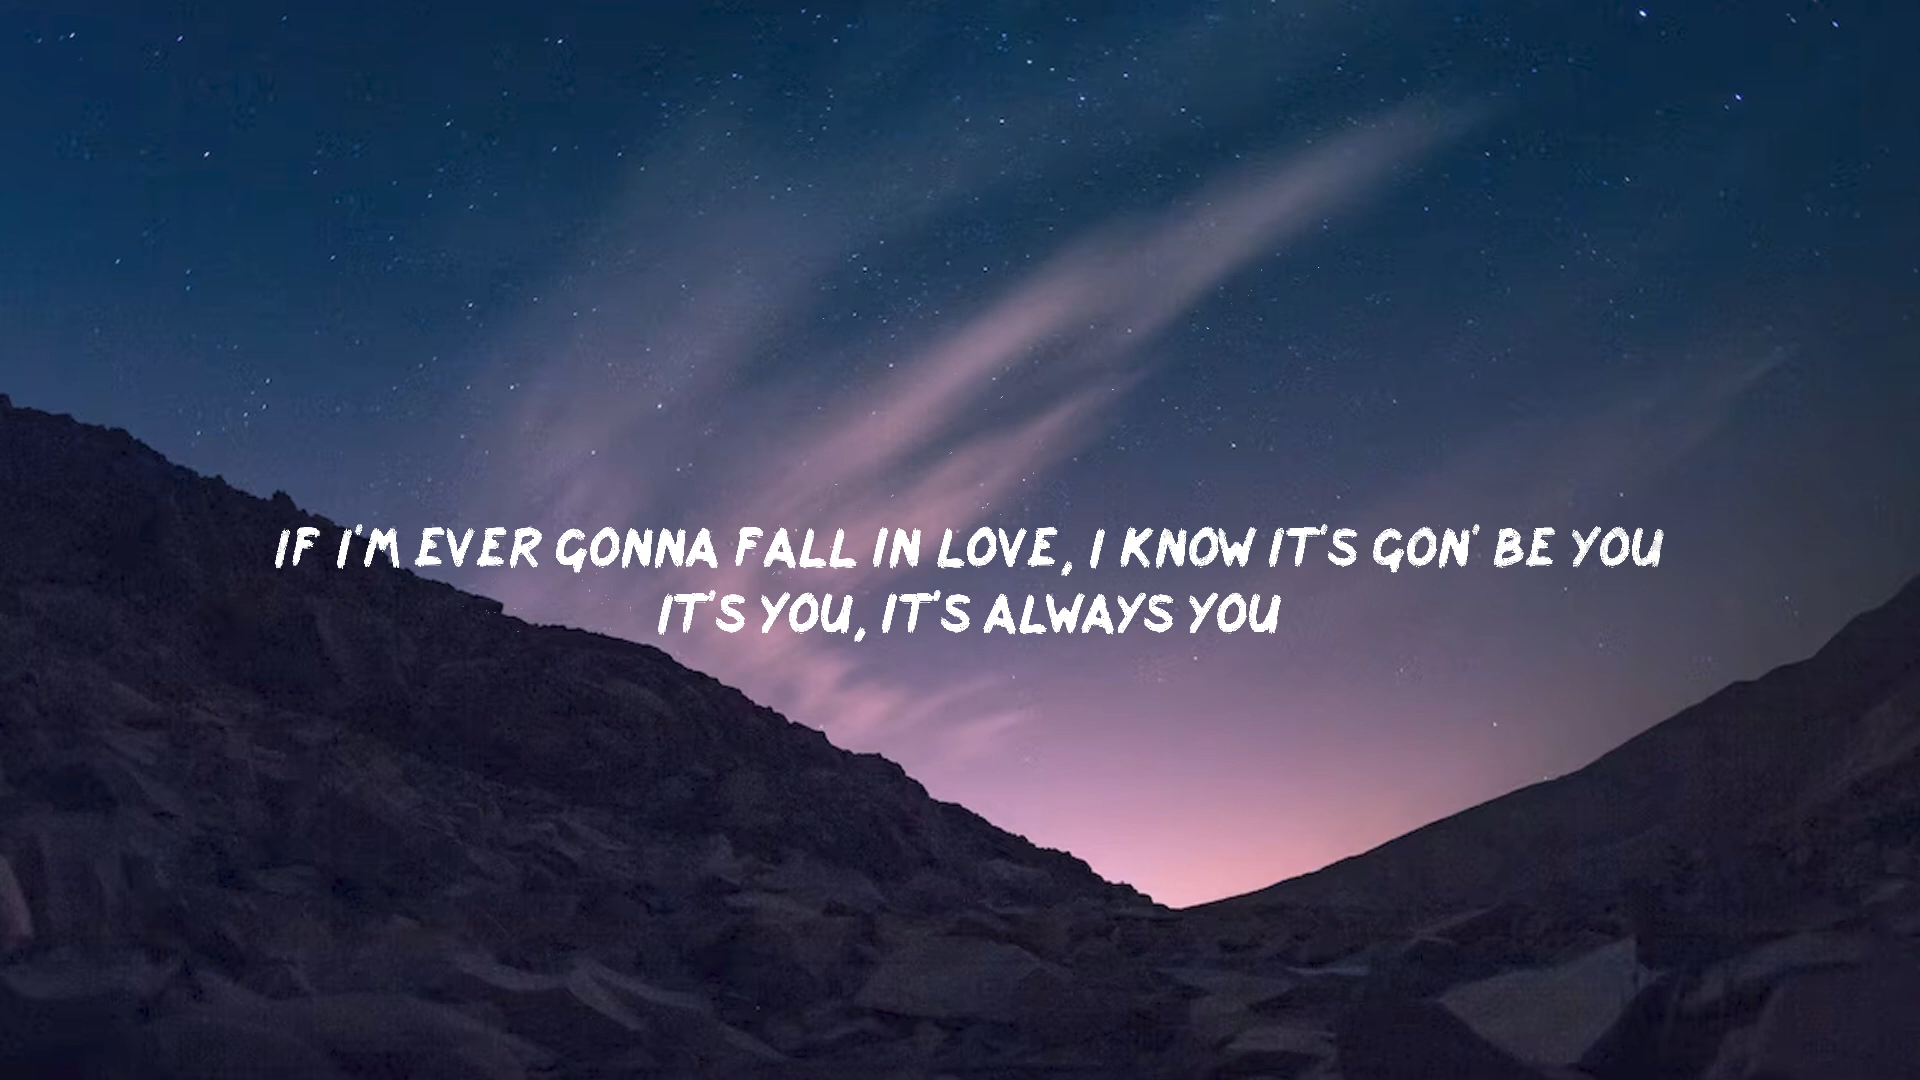 IF I'M EVER GONNA FALL IN LOVE, I KNOW IT'S GON' BE YOU
IT'S YOU, IT'S ALWAYS YOU